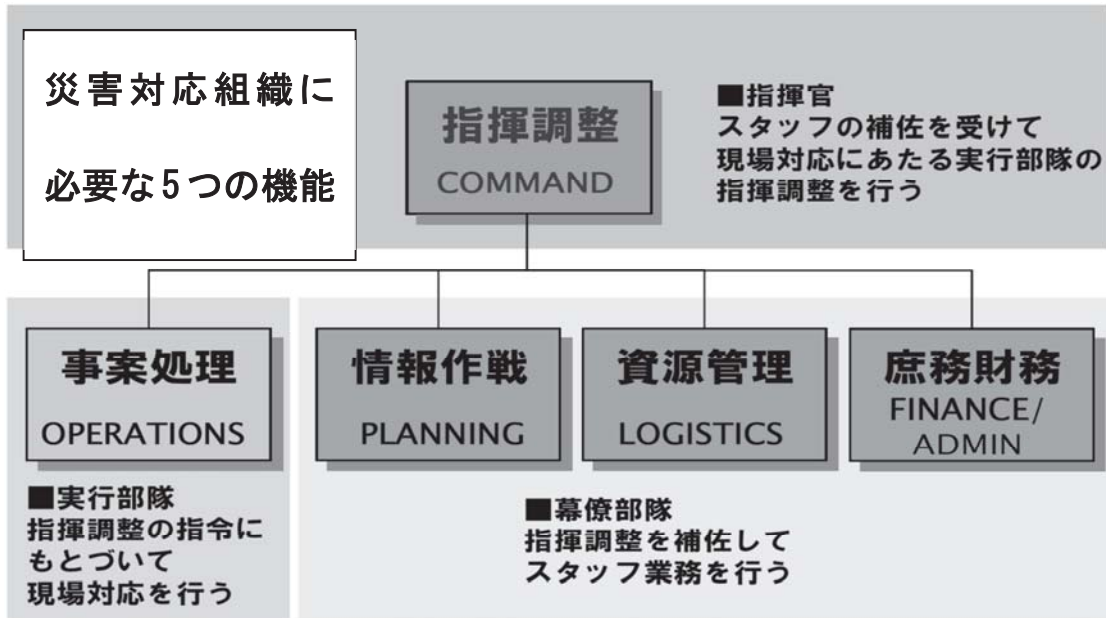 災害対応組織に
必要な5つの機能
指揮調整
COMMAND
■指揮官
スタッフの補佐を受けて
現場対応にあたる実行部隊の
指揮調整を行う
事案処理
OPERATIONS
■実行部隊
指揮調整の指令に
もとづいて
現場対応を行う
情報作戦
PLANNING
資源管理
LOGISTICS
庶務財務
FINANCE/
ADMIN
■幕僚部隊
指揮調整を補佐して
スタッフ業務を行う